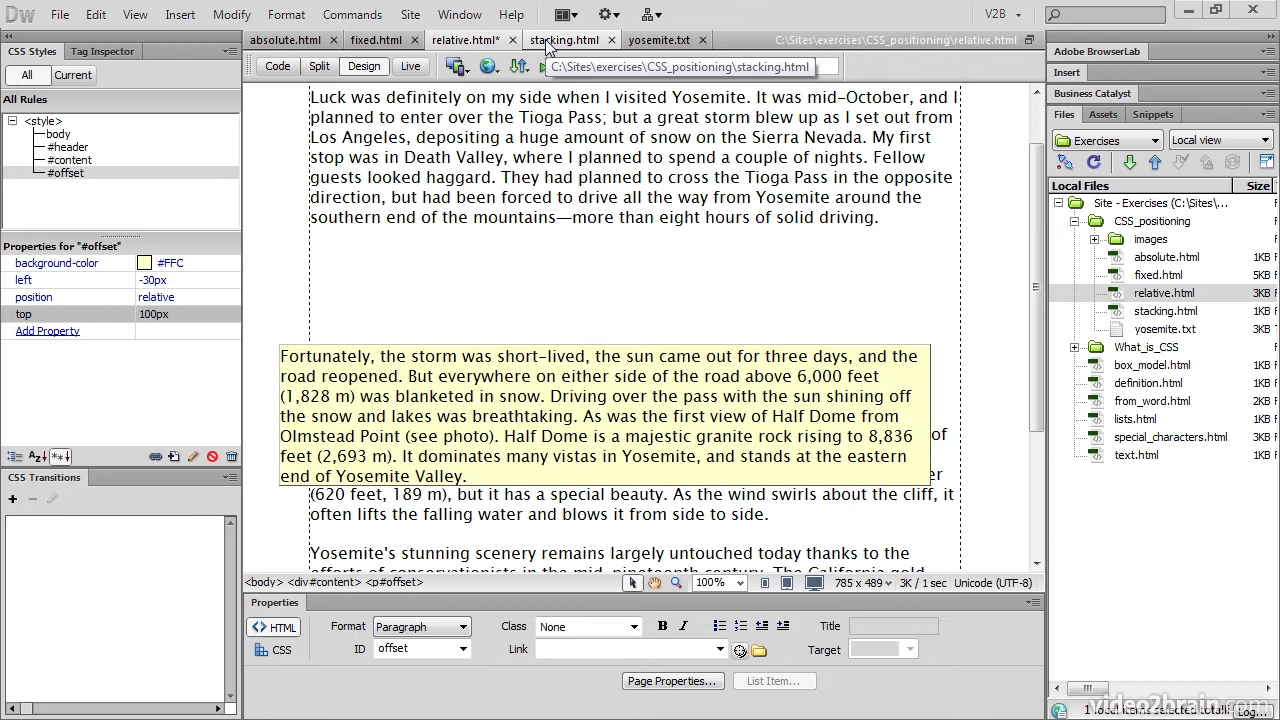 Dw File Edit View Insert Modify Format Commands Site Window Help V2B
CSS Styles Tag Inspector
All Current
All Rules
<style>
body
#header
#content
#offset
Properties for "#offset"
background-color #FFC
left -30px
position relative
top 100px
Add Property
CSS Transitions
absolute.html fixed.html relative.html* stacking.html yosemite.txt C:\Sites\exercises\CSS_positioning\relative.html
Code Split Design Live
C:\Sites\exercises\CSS_positioning\stacking.html
Luck was definitely on my side when I visited Yosemite. It was mid-October, and I
planned to enter over the Tioga Pass; but a great storm blew up as I set out from
Los Angeles, depositing a huge amount of snow on the Sierra Nevada. My first
stop was in Death Valley, where I planned to spend a couple of nights. Fellow
guests looked haggard. They had planned to cross the Tioga Pass in the opposite
direction, but had been forced to drive all the way from Yosemite around the
southern end of the mountains—more than eight hours of solid driving.
Fortunately, the storm was short-lived, the sun came out for three days, and the
road reopened. But everywhere on either side of the road above 6,000 feet
(1,828 m) was blanketed in snow. Driving over the pass with the sun shining off
the snow and lakes was breathtaking. As was the first view of Half Dome from
Olmstead Point (see photo). Half Dome is a majestic granite rock rising to 8,836
feet (2,693 m). It dominates many vistas in Yosemite, and stands at the eastern
end of Yosemite Valley.
of
er
(620 feet, 189 m), but it has a special beauty. As the wind swirls about the cliff, it
often lifts the falling water and blows it from side to side.
Yosemite's stunning scenery remains largely untouched today thanks to the
efforts of conservationists in the mid-nineteenth century. The California gold
<body> <div#content> <p#offset> 100% 785 x 489 3K / 1 sec Unicode (UTF-8)
Properties
HTML Format Paragraph Class None B I Title
CSS ID offset Link Target
Page Properties... List Item...
Adobe BrowserLab
Insert
Business Catalyst
Files Assets Snippets
Exercises Local view
Local Files Size
Site - Exercises (C:\Sites\...
CSS_positioning
images
absolute.html 1KB
fixed.html 1KB
relative.html 3KB
stacking.html 1KB
yosemite.txt 3KB
What_is_CSS
box_model.html
definition.html
from_word.html
lists.html
special_characters.html
text.html
1 local items selected totalli Log...
video2brain.com